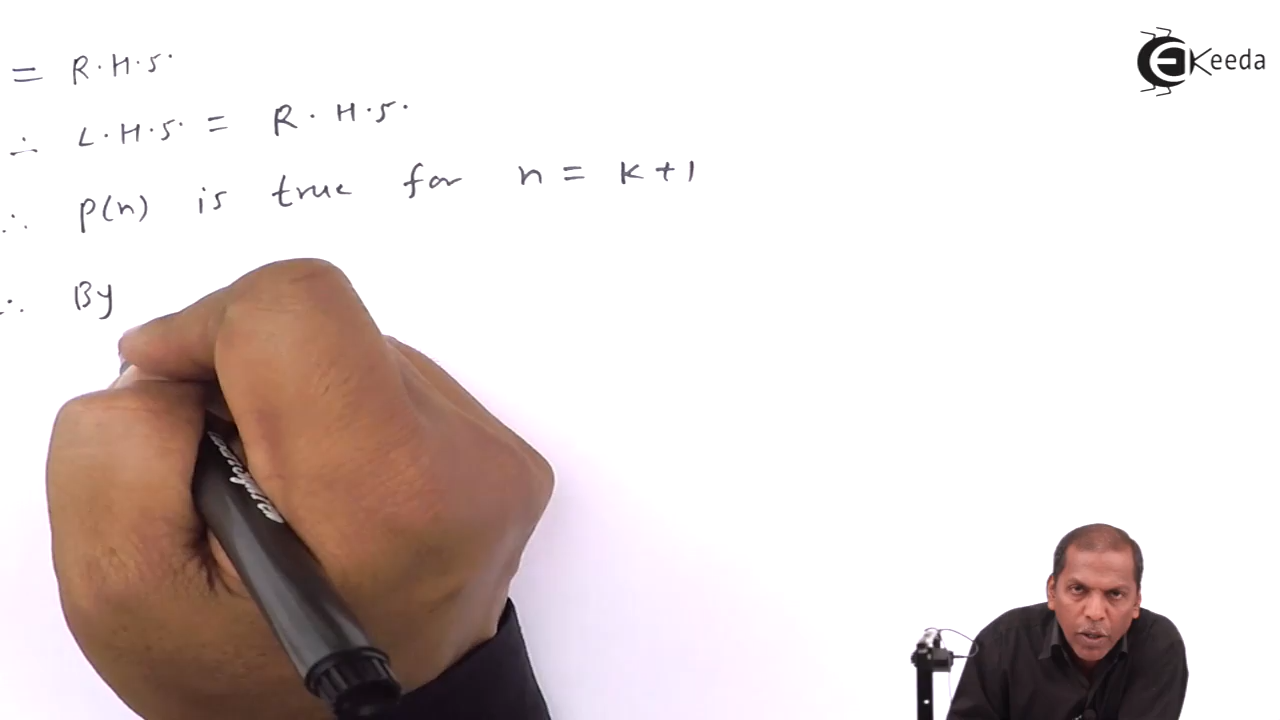 = R.H.S.
∴ L.H.S. = R.H.S.
∴ P(n) is true for n = k+1
∴ By
EKeeda